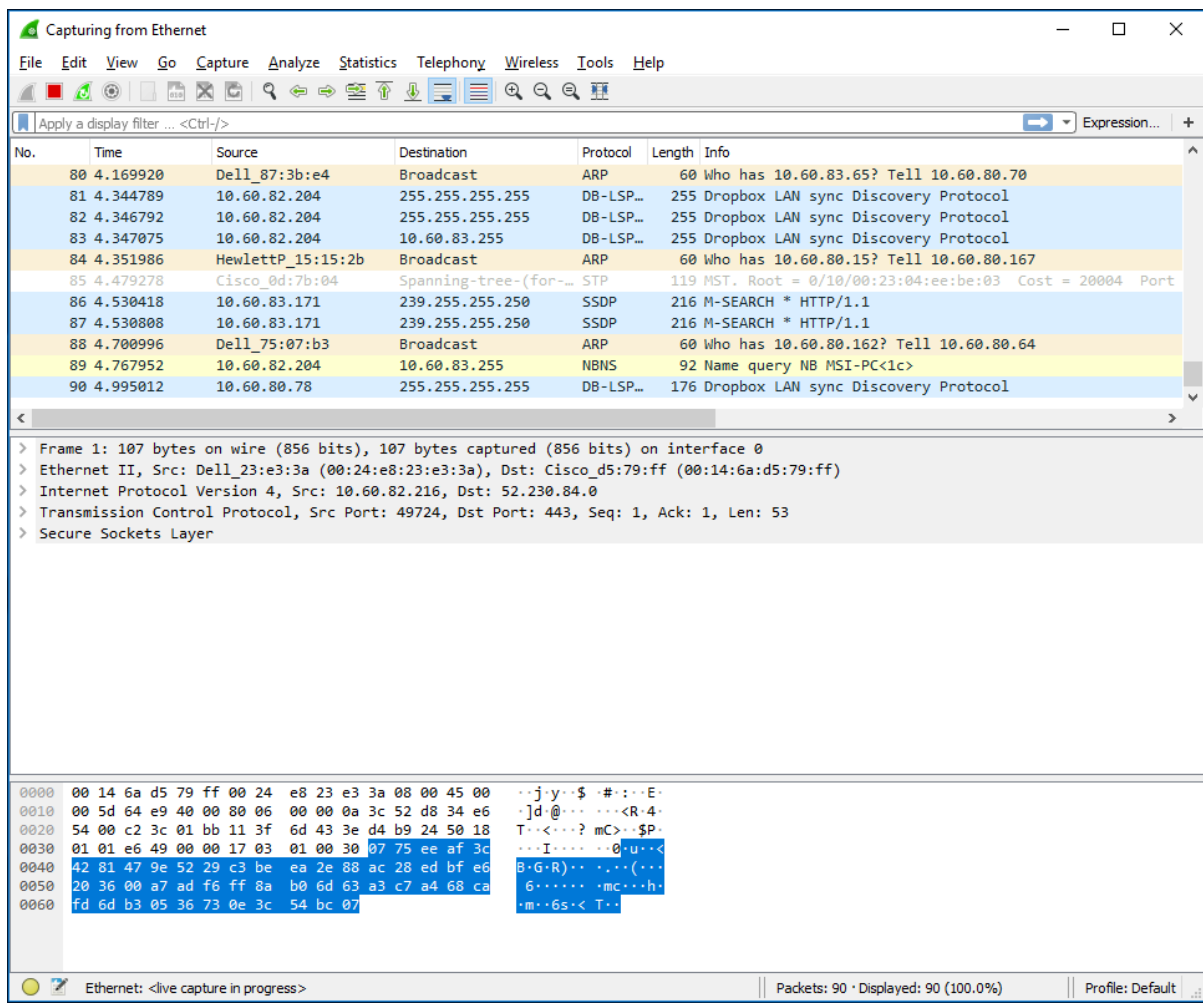 Capturing from Ethernet
File Edit View Go Capture Analyze Statistics Telephony Wireless Tools Help
Apply a display filter ... <Ctrl-/> Expression... +
No. Time Source Destination Protocol Length Info
80 4.169920 Dell_87:3b:e4 Broadcast ARP 60 Who has 10.60.83.65? Tell 10.60.80.70
81 4.344789 10.60.82.204 255.255.255.255 DB-LSP… 255 Dropbox LAN sync Discovery Protocol
82 4.346792 10.60.82.204 255.255.255.255 DB-LSP… 255 Dropbox LAN sync Discovery Protocol
83 4.347075 10.60.82.204 10.60.83.255 DB-LSP… 255 Dropbox LAN sync Discovery Protocol
84 4.351986 HewlettP_15:15:2b Broadcast ARP 60 Who has 10.60.80.15? Tell 10.60.80.167
85 4.479278 Cisco_0d:7b:04 Spanning-tree-(for-… STP 119 MST. Root = 0/10/00:23:04:ee:be:03 Cost = 20004 Port
86 4.530418 10.60.83.171 239.255.255.250 SSDP 216 M-SEARCH * HTTP/1.1
87 4.530808 10.60.83.171 239.255.255.250 SSDP 216 M-SEARCH * HTTP/1.1
88 4.700996 Dell_75:07:b3 Broadcast ARP 60 Who has 10.60.80.162? Tell 10.60.80.64
89 4.767952 10.60.82.204 10.60.83.255 NBNS 92 Name query NB MSI-PC<1c>
90 4.995012 10.60.80.78 255.255.255.255 DB-LSP… 176 Dropbox LAN sync Discovery Protocol
Frame 1: 107 bytes on wire (856 bits), 107 bytes captured (856 bits) on interface 0
Ethernet II, Src: Dell_23:e3:3a (00:24:e8:23:e3:3a), Dst: Cisco_d5:79:ff (00:14:6a:d5:79:ff)
Internet Protocol Version 4, Src: 10.60.82.216, Dst: 52.230.84.0
Transmission Control Protocol, Src Port: 49724, Dst Port: 443, Seq: 1, Ack: 1, Len: 53
Secure Sockets Layer
0000 00 14 6a d5 79 ff 00 24 e8 23 e3 3a 08 00 45 00 ··j·y··$ ·#·:··E·
0010 00 5d 64 e9 40 00 80 06 00 00 0a 3c 52 d8 34 e6 ·]d·@··· ···<R·4·
0020 54 00 c2 3c 01 bb 11 3f 6d 43 3e d4 b9 24 50 18 T··<···? mC>··$P·
0030 01 01 e6 49 00 00 17 03 01 00 30 07 75 ee af 3c ···I···· ··0·u··<
0040 42 81 47 9e 52 29 c3 be ea 2e 88 ac 28 ed bf e6 B·G·R)·· ·.··(···
0050 20 36 00 a7 ad f6 ff 8a b0 6d 63 a3 c7 a4 68 ca 6······ ·mc···h·
0060 fd 6d b3 05 36 73 0e 3c 54 bc 07 ·m··6s·< T··
Ethernet: <live capture in progress> Packets: 90 · Displayed: 90 (100.0%) Profile: Default